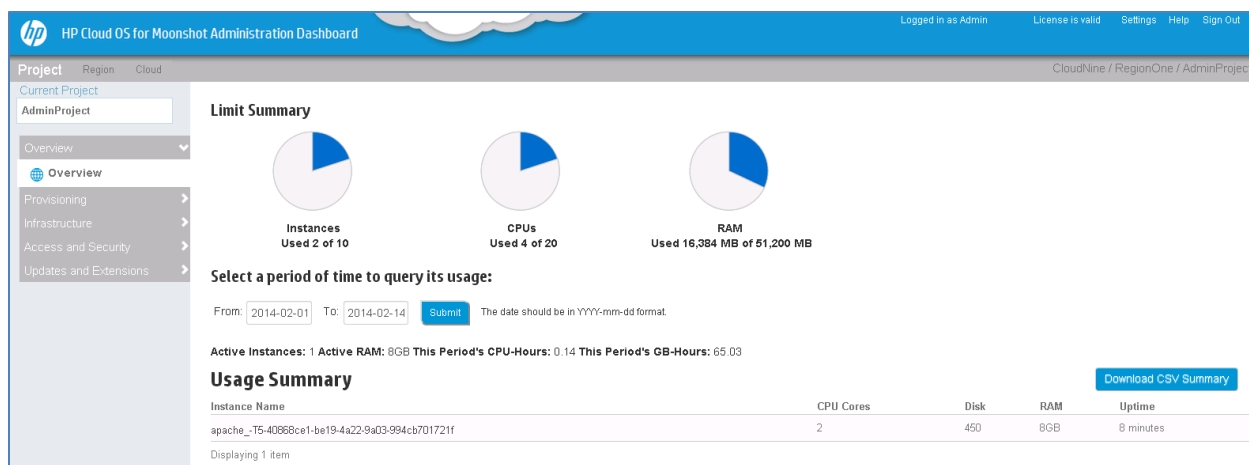 hp
HP Cloud OS for Moonshot Administration Dashboard
Logged in as Admin License is valid Settings Help Sign Out
Project Region Cloud
CloudNine / RegionOne / AdminProject
Current Project
AdminProject
Overview
Overview
Provisioning
Infrastructure
Access and Security
Updates and Extensions
Limit Summary
Instances
Used 2 of 10
CPUs
Used 4 of 20
RAM
Used 16,384 MB of 51,200 MB
Select a period of time to query its usage:
From: 2014-02-01 To: 2014-02-14 Submit The date should be in YYYY-mm-dd format.
Active Instances: 1 Active RAM: 8GB This Period's CPU-Hours: 0.14 This Period's GB-Hours: 65.03
Usage Summary
Download CSV Summary
Instance Name CPU Cores Disk RAM Uptime
apache_-T5-40868ce1-be19-4a22-9a03-994cb701721f 2 450 8GB 8 minutes
Displaying 1 item